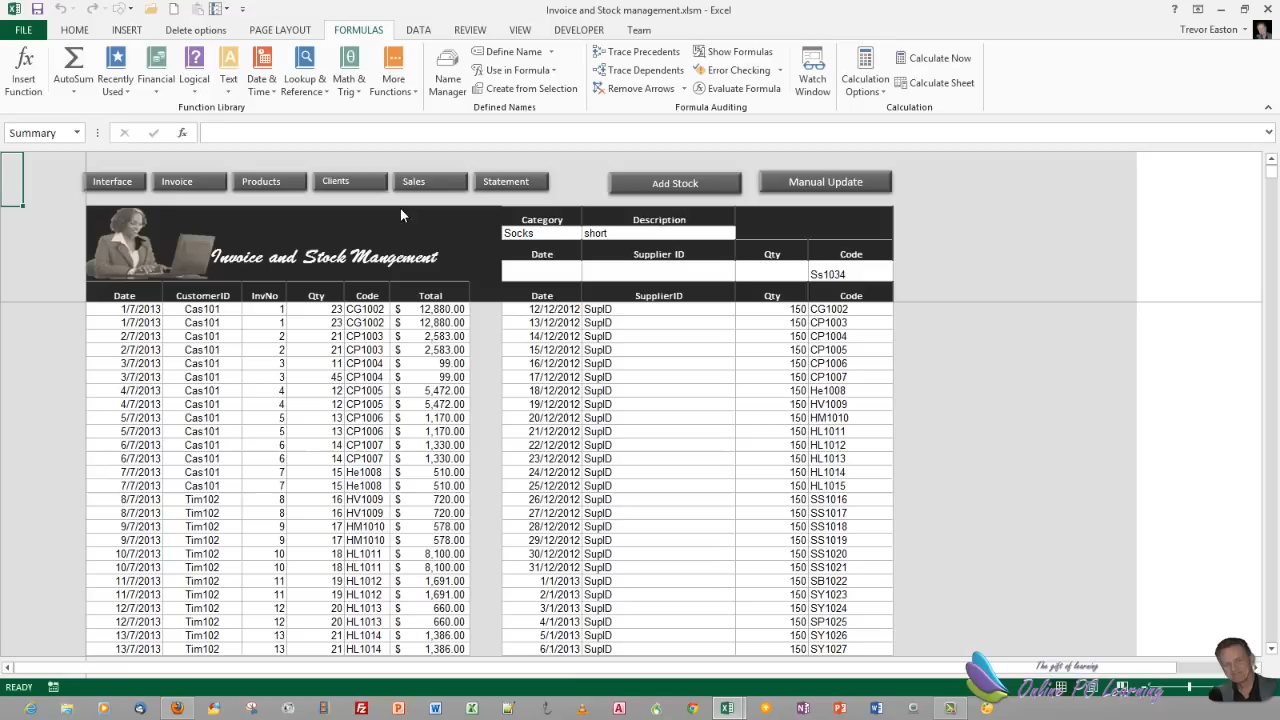 Invoice and Stock management.xlsm - Excel
FILE HOME INSERT Delete options PAGE LAYOUT FORMULAS DATA REVIEW VIEW DEVELOPER Team Trevor Easton
Insert Function
AutoSum
Recently Used
Financial
Logical
Text
Date & Time
Lookup & Reference
Math & Trig
More Functions
Function Library
Name Manager
Define Name
Use in Formula
Create from Selection
Defined Names
Trace Precedents
Trace Dependents
Remove Arrows
Show Formulas
Error Checking
Evaluate Formula
Formula Auditing
Watch Window
Calculation Options
Calculate Now
Calculate Sheet
Calculation
Summary fx
Interface Invoice Products Clients Sales Statement Add Stock Manual Update
Invoice and Stock Mangement
Category Description
Socks short
Date Supplier ID Qty Code
Ss1034
Date CustomerID InvNo Qty Code Total Date SupplierID Qty Code
1/7/2013 Cas101 1 23 CG1002 $ 12,880.00 12/12/2012 SupID 150 CG1002
1/7/2013 Cas101 1 23 CG1002 $ 12,880.00 13/12/2012 SupID 150 CP1003
2/7/2013 Cas101 2 21 CP1003 $ 2,583.00 14/12/2012 SupID 150 CP1004
2/7/2013 Cas101 2 21 CP1003 $ 2,583.00 15/12/2012 SupID 150 CP1005
3/7/2013 Cas101 3 11 CP1004 $ 99.00 16/12/2012 SupID 150 CP1006
3/7/2013 Cas101 3 45 CP1004 $ 99.00 17/12/2012 SupID 150 CP1007
4/7/2013 Cas101 4 12 CP1005 $ 5,472.00 18/12/2012 SupID 150 He1008
4/7/2013 Cas101 4 12 CP1005 $ 5,472.00 19/12/2012 SupID 150 HV1009
5/7/2013 Cas101 5 13 CP1006 $ 1,170.00 20/12/2012 SupID 150 HM1010
5/7/2013 Cas101 5 13 CP1006 $ 1,170.00 21/12/2012 SupID 150 HL1011
6/7/2013 Cas101 6 14 CP1007 $ 1,330.00 22/12/2012 SupID 150 HL1012
6/7/2013 Cas101 6 14 CP1007 $ 1,330.00 23/12/2012 SupID 150 HL1013
7/7/2013 Cas101 7 15 He1008 $ 510.00 24/12/2012 SupID 150 HL1014
7/7/2013 Cas101 7 15 He1008 $ 510.00 25/12/2012 SupID 150 HL1015
8/7/2013 Tim102 8 16 HV1009 $ 720.00 26/12/2012 SupID 150 SS1016
8/7/2013 Tim102 8 16 HV1009 $ 720.00 27/12/2012 SupID 150 SS1017
9/7/2013 Tim102 9 17 HM1010 $ 578.00 28/12/2012 SupID 150 SS1018
9/7/2013 Tim102 9 17 HM1010 $ 578.00 29/12/2012 SupID 150 SS1019
10/7/2013 Tim102 10 18 HL1011 $ 8,100.00 30/12/2012 SupID 150 SS1020
10/7/2013 Tim102 10 18 HL1011 $ 8,100.00 31/12/2012 SupID 150 SS1021
11/7/2013 Tim102 11 19 HL1012 $ 1,691.00 1/1/2013 SupID 150 SB1022
11/7/2013 Tim102 11 19 HL1012 $ 1,691.00 2/1/2013 SupID 150 SY1023
12/7/2013 Tim102 12 20 HL1013 $ 660.00 3/1/2013 SupID 150 SY1024
12/7/2013 Tim102 12 20 HL1013 $ 660.00 4/1/2013 SupID 150 SP1025
13/7/2013 Tim102 13 21 HL1014 $ 1,386.00 5/1/2013 SupID 150 SY1026
13/7/2013 Tim102 13 21 HL1014 $ 1,386.00 6/1/2013 SupID 150 SY1027
The gift of learning
Online PC Learning
READY